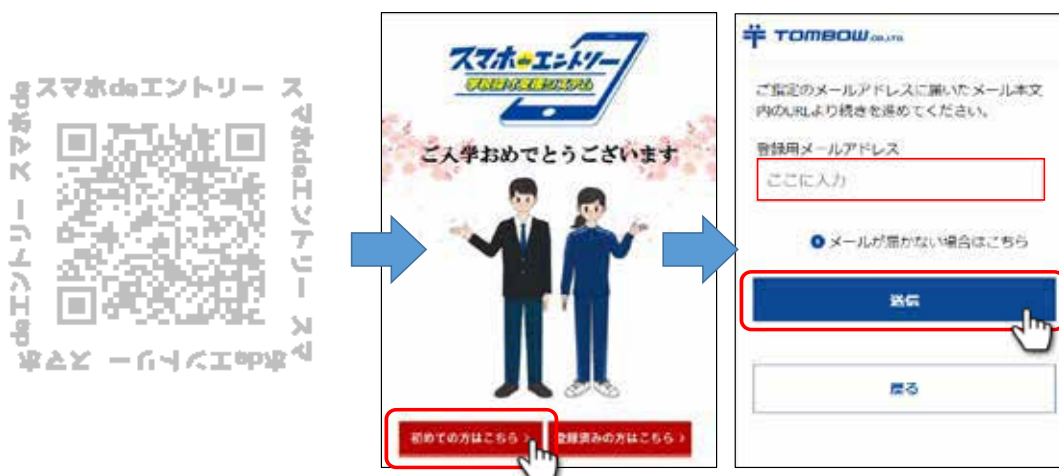 スマホdeエントリー スマホdeエントリー スマホdeエントリー スマホdeエントリー
スマホdeエントリー
ご入学おめでとうございます
初めての方はこちら >
登録済みの方はこちら >
TOMBOW CO.,LTD.
ご指定のメールアドレスに届いたメール本文
内のURLより続きを進めてください。
登録用メールアドレス
ここに入力
メールが届かない場合はこちら
送信
戻る